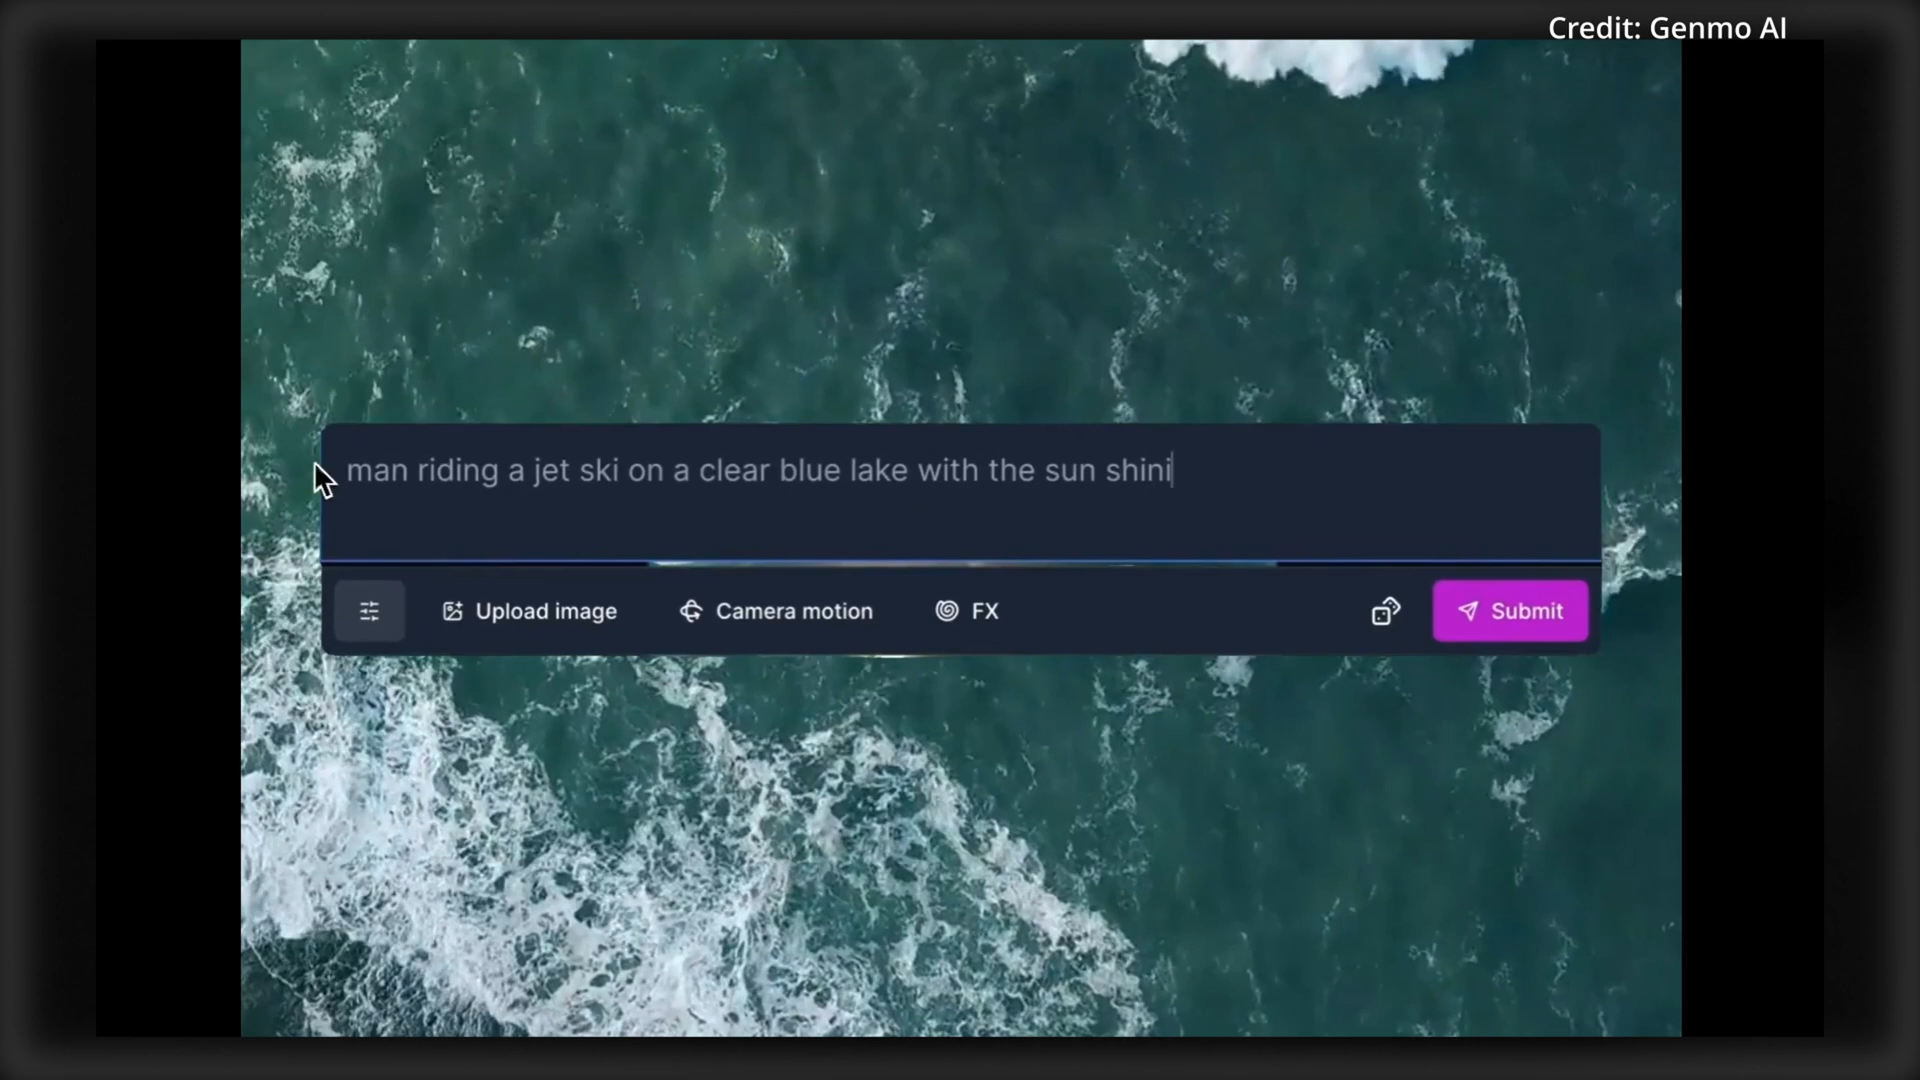 Credit: Genmo AI
man riding a jet ski on a clear blue lake with the sun shini
Upload image
Camera motion
FX
Submit